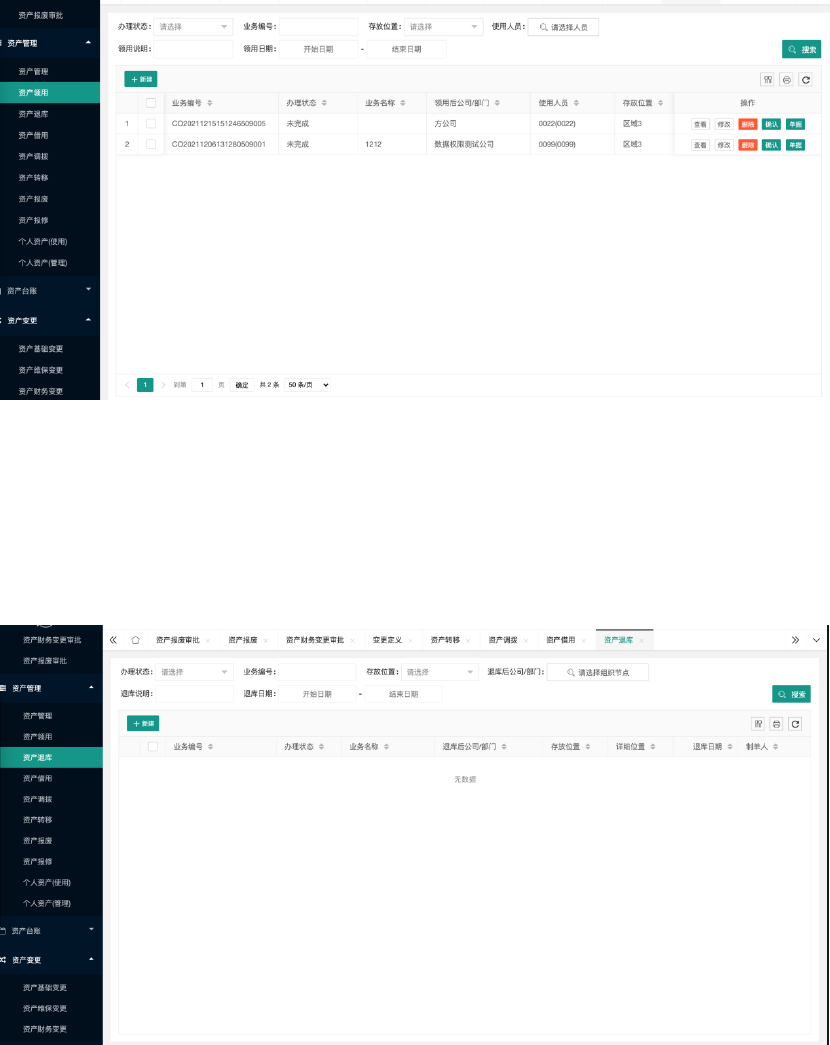 资产报废审批
办理状态： 请选择 业务编号： 存放位置： 请选择 使用人员： 请选择人员
资产管理
领用说明： 领用日期： 开始日期 - 结束日期 搜索
资产管理
+ 新建
资产领用
业务编号 办理状态 业务名称 领用后公司/部门 使用人员 存放位置 操作
资产退库
1 CO20211215151246509005 未完成 方公司 0022(0022) 区域3 查看 修改 删除 确认 单据
资产借用
2 CO20211206131280509001 未完成 1212 数据权限测试公司 0099(0099) 区域3 查看 修改 删除 确认 单据
资产调拨
资产转移
资产报废
资产报修
个人资产(使用)
个人资产(管理)
资产台账
资产变更
资产基础变更
资产维保变更
1 到第 1 页 确定 共 2 条 50 条/页
资产财务变更
资产财务变更审批
资产报废审批 × 资产报废 × 资产财务变更审批 × 变更定义 × 资产转移 × 资产调拨 × 资产借用 × 资产退库 ×
资产报废审批
办理状态： 请选择 业务编号： 存放位置： 请选择 退库后公司/部门： 请选择组织节点
资产管理
退库说明： 退库日期： 开始日期 - 结束日期 搜索
资产管理
+ 新建
资产领用
业务编号 办理状态 业务名称 退库后公司/部门 存放位置 详细位置 退库日期 制单人
资产退库
资产借用
无数据
资产调拨
资产转移
资产报废
资产报修
个人资产(使用)
个人资产(管理)
资产台账
资产变更
资产基础变更
资产维保变更
资产财务变更